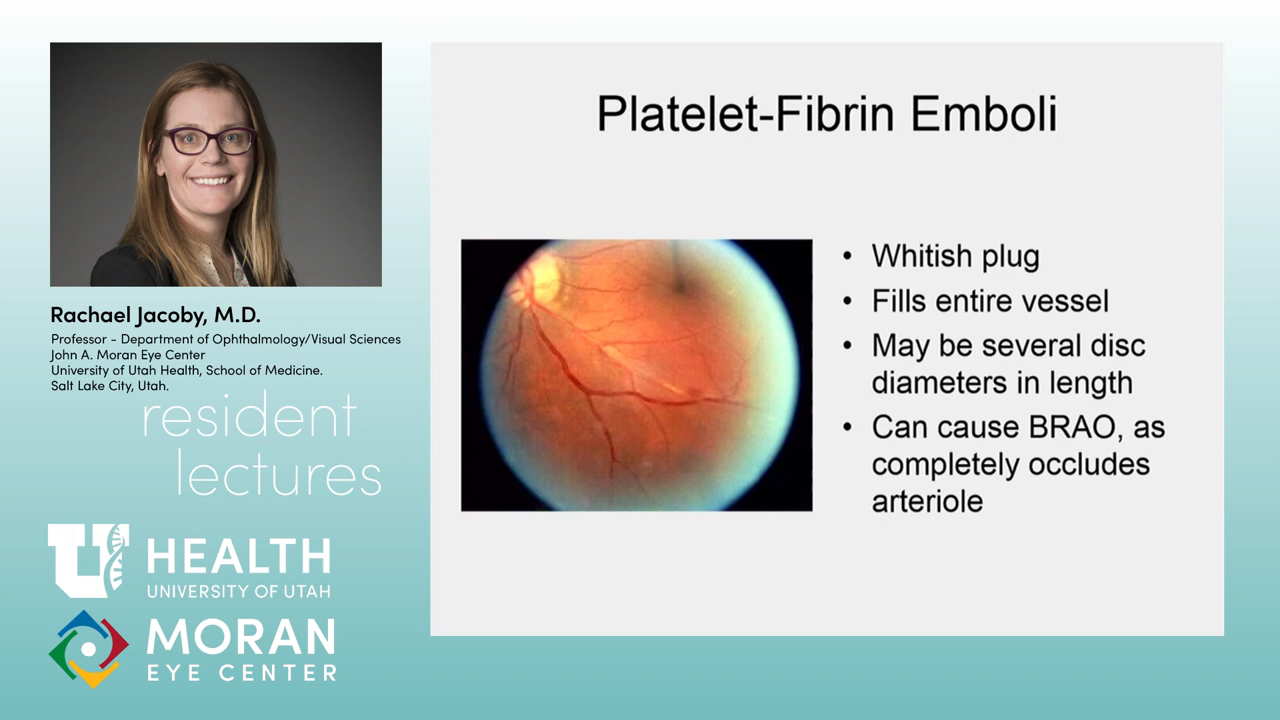 Rachael Jacoby, M.D.
Professor - Department of Ophthalmology/Visual Sciences
John A. Moran Eye Center
University of Utah Health, School of Medicine.
Salt Lake City, Utah.
resident
lectures
U HEALTH
UNIVERSITY OF UTAH
MORAN
EYE CENTER
Platelet-Fibrin Emboli
• Whitish plug
• Fills entire vessel
• May be several disc
diameters in length
• Can cause BRAO, as
completely occludes
arteriole